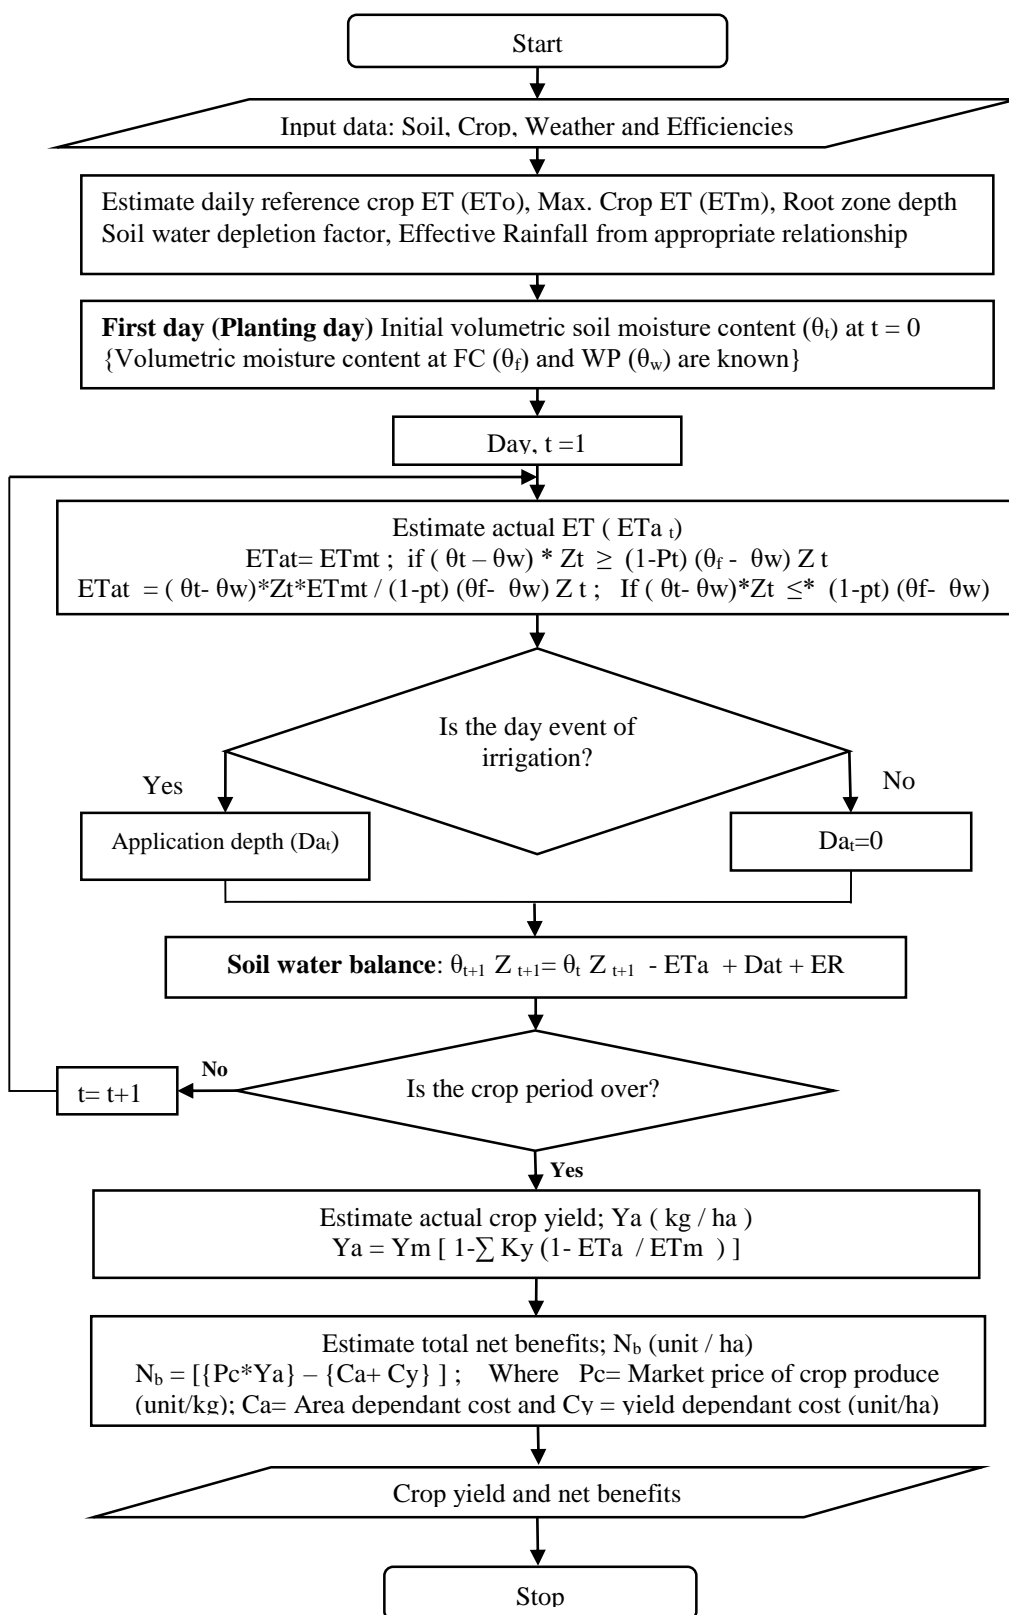 Start
Input data: Soil, Crop, Weather and Efficiencies
Estimate daily reference crop ET (ETo), Max. Crop ET (ETm), Root zone depth
Soil water depletion factor, Effective Rainfall from appropriate relationship
First day (Planting day) Initial volumetric soil moisture content (θt) at t = 0
{Volumetric moisture content at FC (θf) and WP (θw) are known}
Day, t =1
Estimate actual ET ( ETa t)
ETat= ETmt ; if ( θt – θw) * Zt ≥ (1-Pt) (θf - θw) Z t
ETat = ( θt- θw)*Zt*ETmt / (1-pt) (θf- θw) Z t ; If ( θt- θw)*Zt ≤* (1-pt) (θf- θw)
Is the day event of
irrigation?
Yes
No
Application depth (Dat)
Dat=0
Soil water balance: θt+1 Z t+1= θt Z t+1 - ETa + Dat + ER
No
t= t+1
Is the crop period over?
Yes
Estimate actual crop yield; Ya ( kg / ha )
Ya = Ym [ 1-∑ Ky (1- ETa / ETm ) ]
Estimate total net benefits; Nb (unit / ha)
Nb = [{Pc*Ya} – {Ca+ Cy} ] ; Where Pc= Market price of crop produce
(unit/kg); Ca= Area dependant cost and Cy = yield dependant cost (unit/ha)
Crop yield and net benefits
Stop